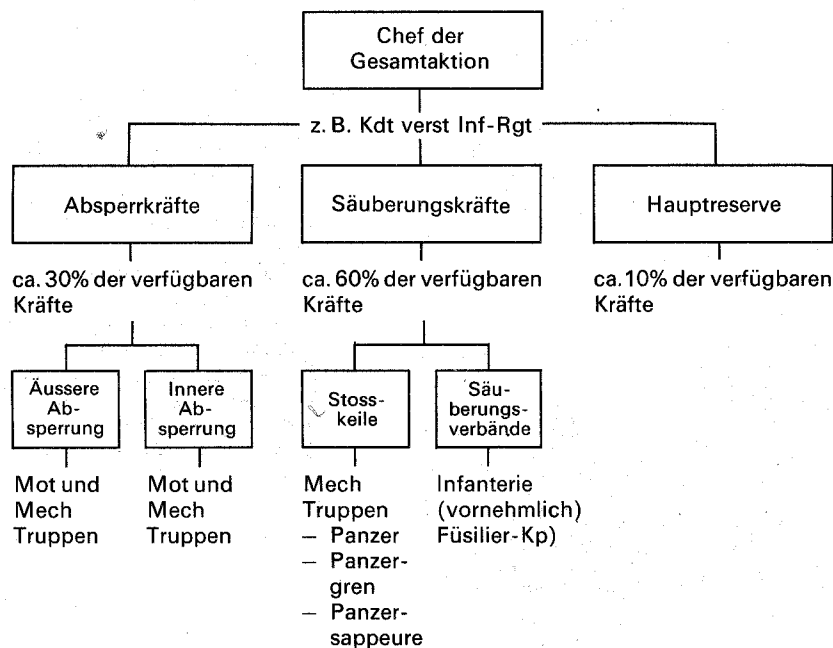 Chef der
Gesamtaktion
z. B. Kdt verst Inf-Rgt
Absperrkräfte
ca. 30% der verfügbaren
Kräfte
Äussere
Ab-
sperrung
Mot und
Mech
Truppen
Innere
Ab-
sperrung
Mot und
Mech
Truppen
Säuberungskräfte
ca. 60% der verfügbaren
Kräfte
Stoss-
keile
Mech
Truppen
– Panzer
– Panzer-
gren
– Panzer-
sappeure
Säu-
berungs-
verbände
Infanterie
(vornehmlich)
Füsilier-Kp)
Hauptreserve
ca. 10% der verfügbaren
Kräfte